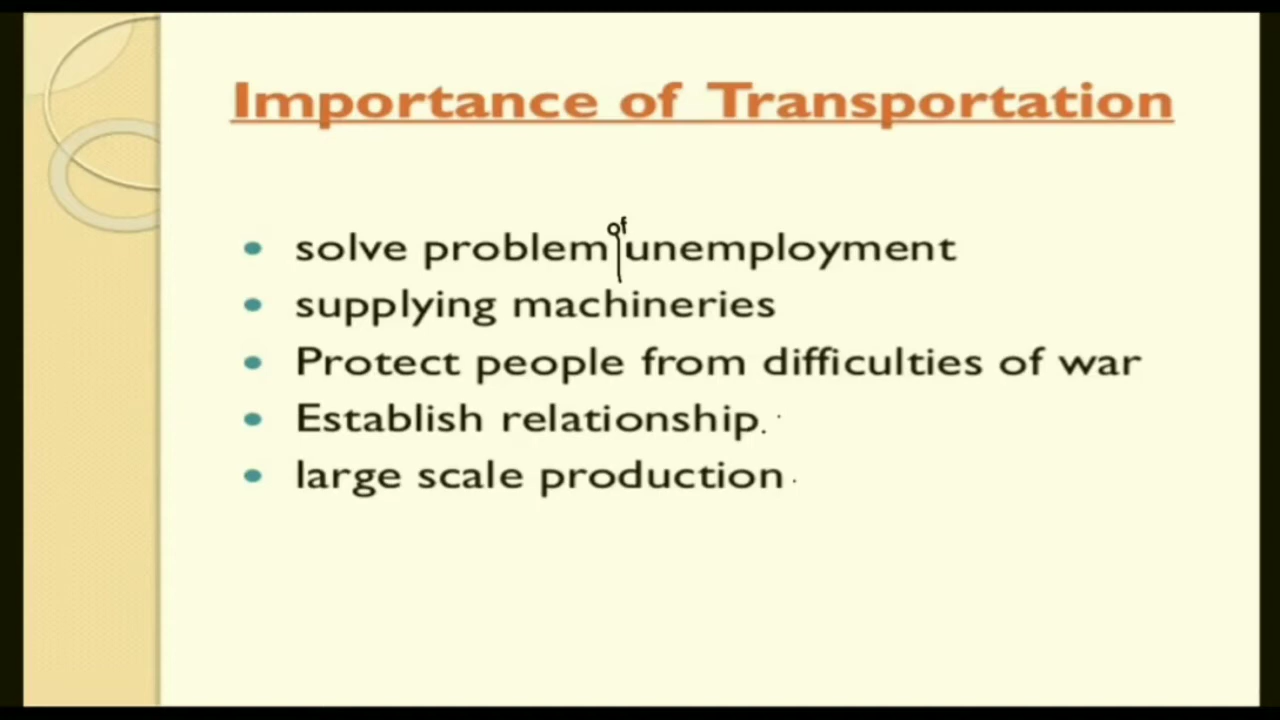 Importance of Transportation
• solve problem of unemployment
• supplying machineries
• Protect people from difficulties of war
• Establish relationship.
• large scale production